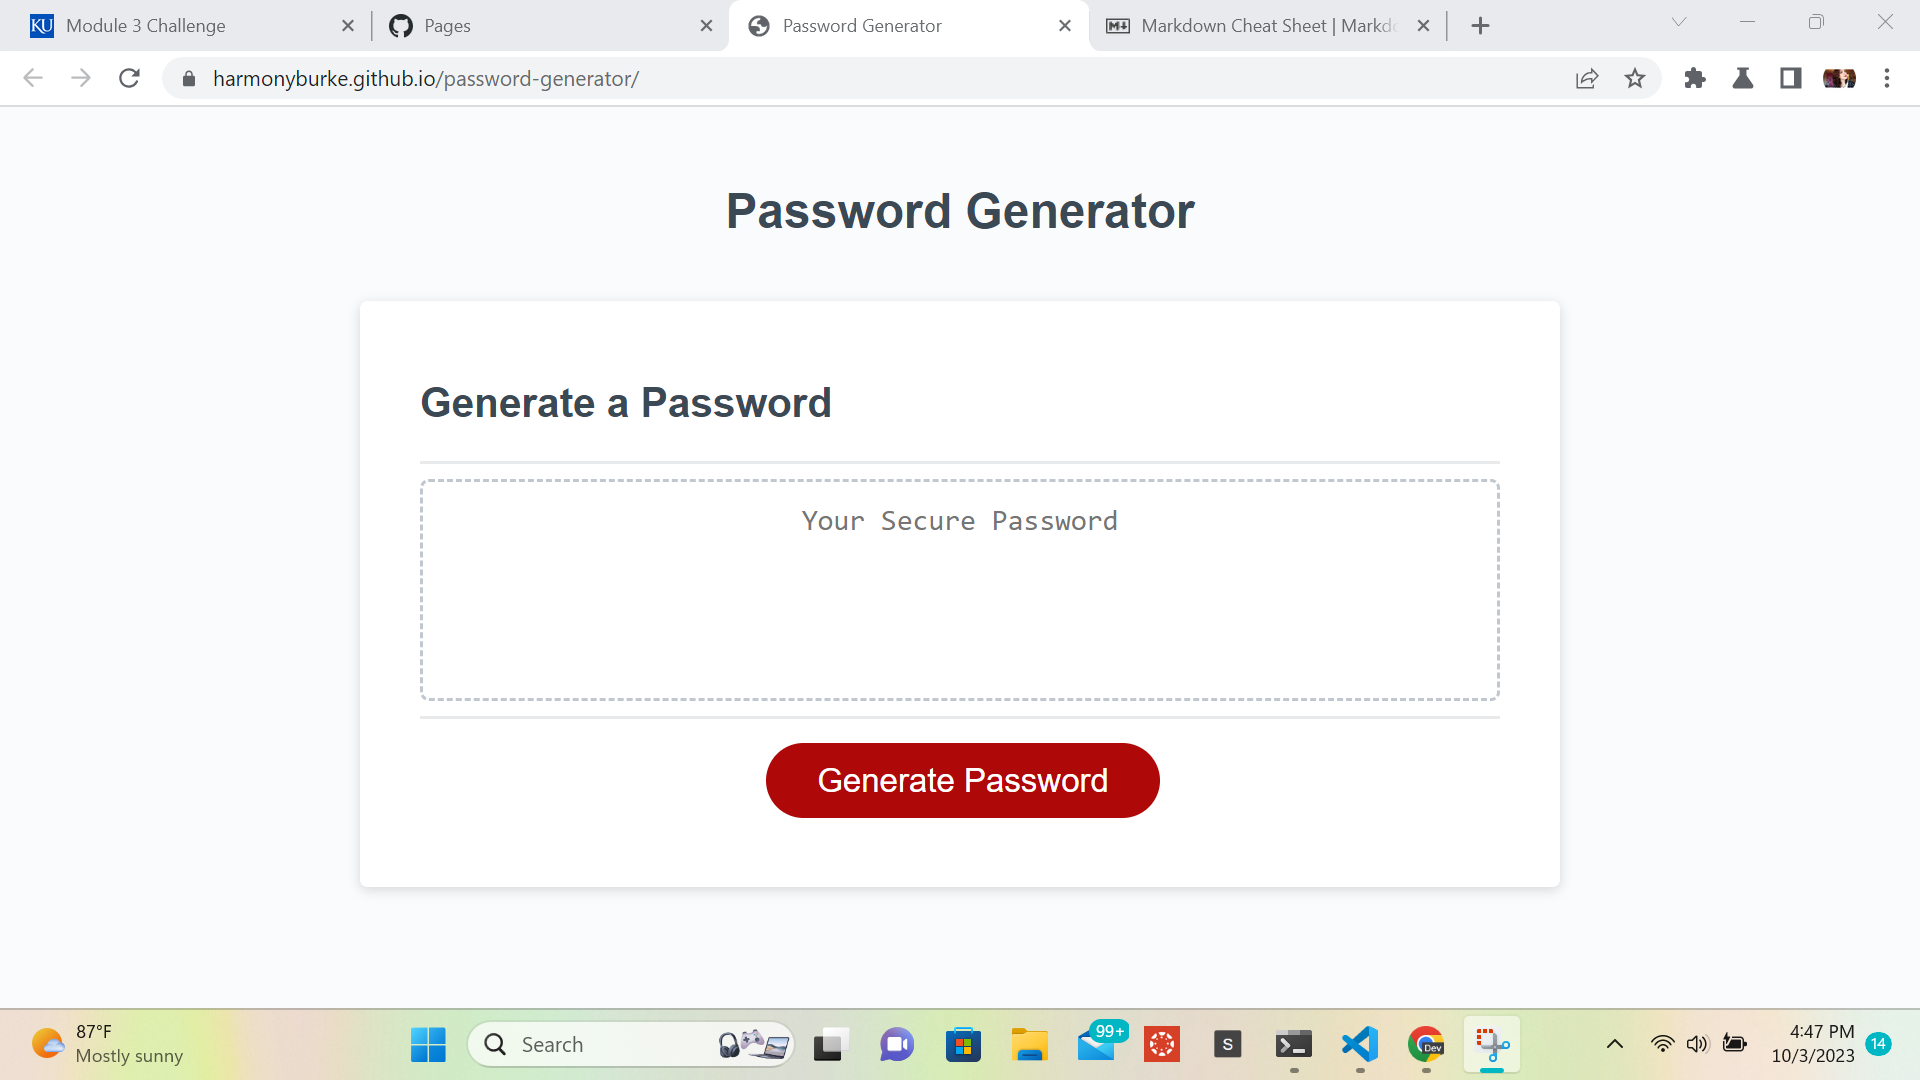 KU Module 3 Challenge
Pages
Password Generator
M Markdown Cheat Sheet | Markd
harmonyburke.github.io/password-generator/
Password Generator
Generate a Password
Your Secure Password
Generate Password
87°F
Mostly sunny
Search
99+
S
Dev
4:47 PM
10/3/2023
14